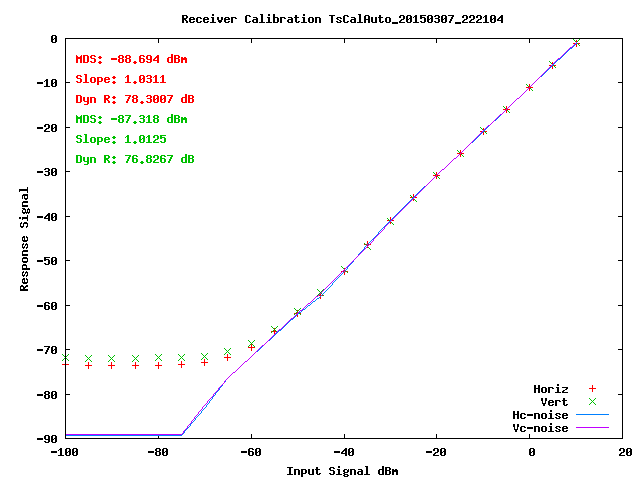 Receiver Calibration TsCalAuto_20150307_222104
0
-10
-20
-30
-40
-50
-60
-70
-80
-90
Response Signal
MDS: -88.694 dBm
Slope: 1.0311
Dyn R: 78.3007 dB
MDS: -87.318 dBm
Slope: 1.0125
Dyn R: 76.8267 dB
Horiz
Vert
Hc-noise
Vc-noise
-100 -80 -60 -40 -20 0 20
Input Signal dBm